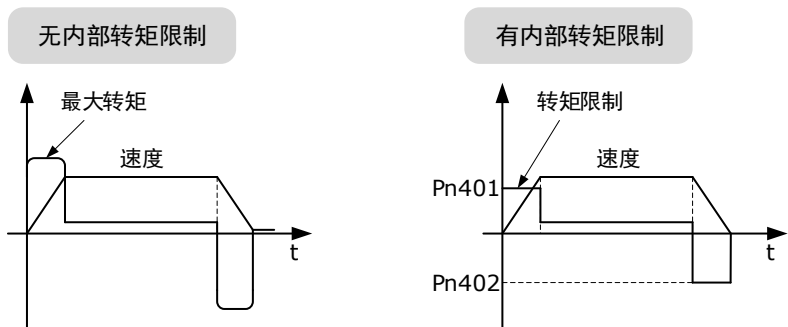 无内部转矩限制
最大转矩
速度
t
有内部转矩限制
转矩限制
速度
Pn401
t
Pn402